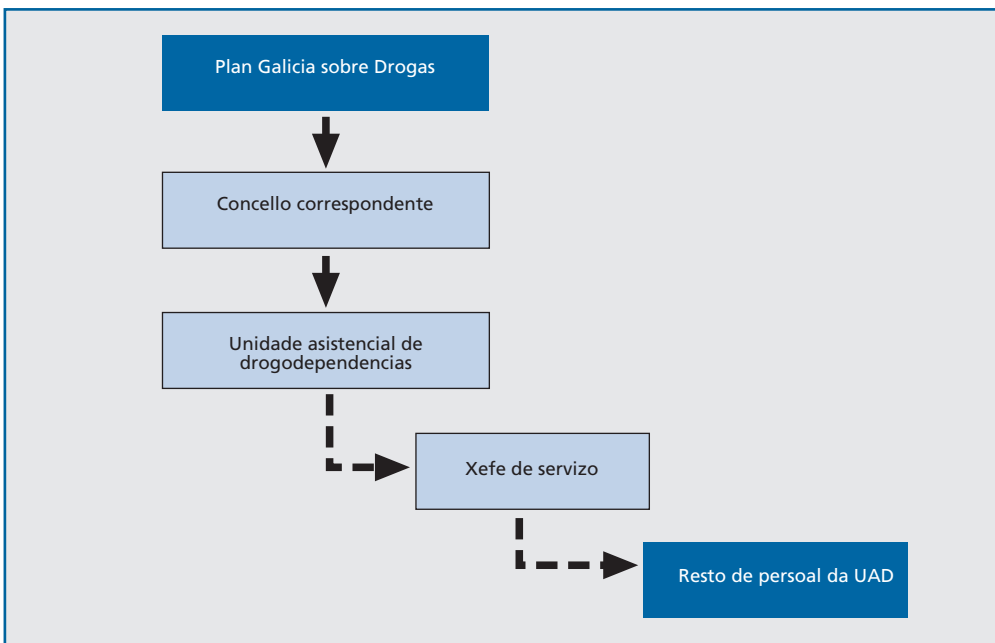 Plan Galicia sobre Drogas
Concello correspondente
Unidade asistencial de
drogodependencias
Xefe de servizo
Resto de persoal da UAD